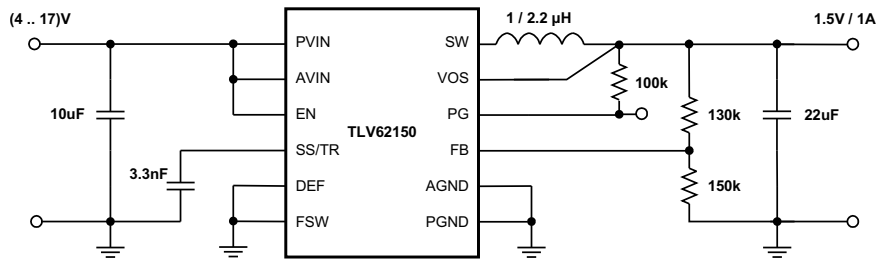 (4 .. 17)V
1 / 2.2 µH
1.5V / 1A
PVIN
SW
AVIN
VOS
100k
10uF
EN
PG
130k
22uF
TLV62150
SS/TR
FB
3.3nF
DEF
AGND
150k
FSW
PGND